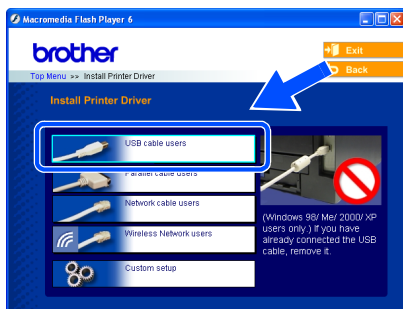 Macromedia Flash Player 6
brother
Exit
Back
Top Menu >> Install Printer Driver
Install Printer Driver
USB cable users
Parallel cable users
Network cable users
Wireless Network users
Custom setup
(Windows 98/ Me/ 2000/ XP
users only.) If you have
already connected the USB
cable, remove it.